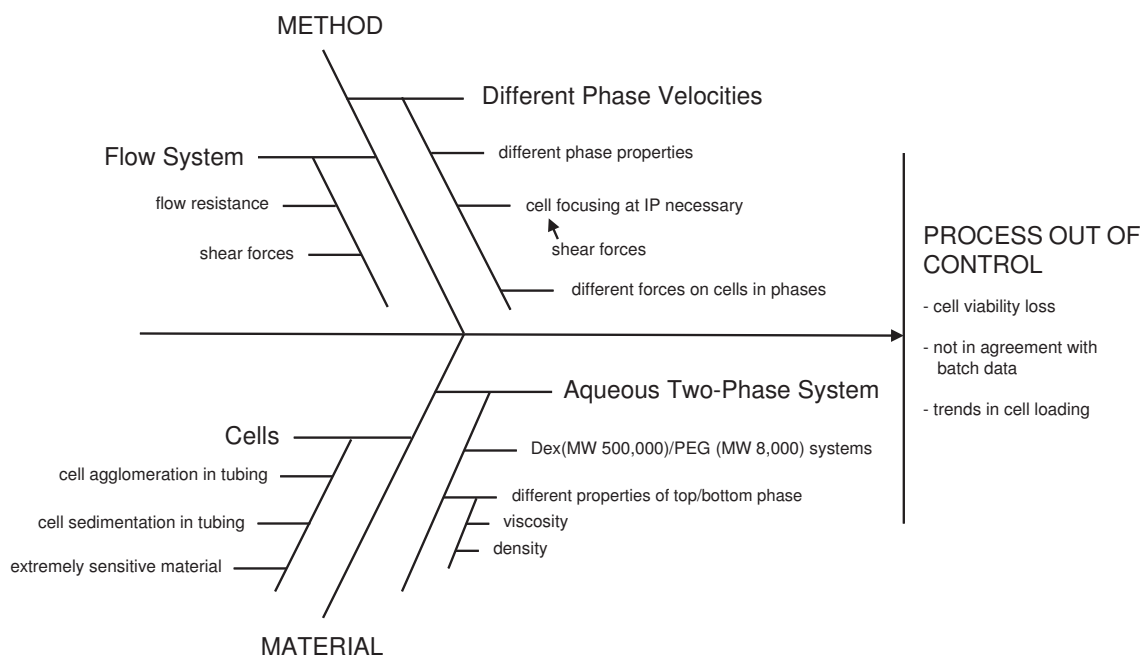 METHOD
Different Phase Velocities
different phase properties
cell focusing at IP necessary
shear forces
different forces on cells in phases
Flow System
flow resistance
shear forces
PROCESS OUT OF
CONTROL
- cell viability loss
- not in agreement with
batch data
- trends in cell loading
Aqueous Two-Phase System
Dex(MW 500,000)/PEG (MW 8,000) systems
different properties of top/bottom phase
viscosity
density
Cells
cell agglomeration in tubing
cell sedimentation in tubing
extremely sensitive material
MATERIAL